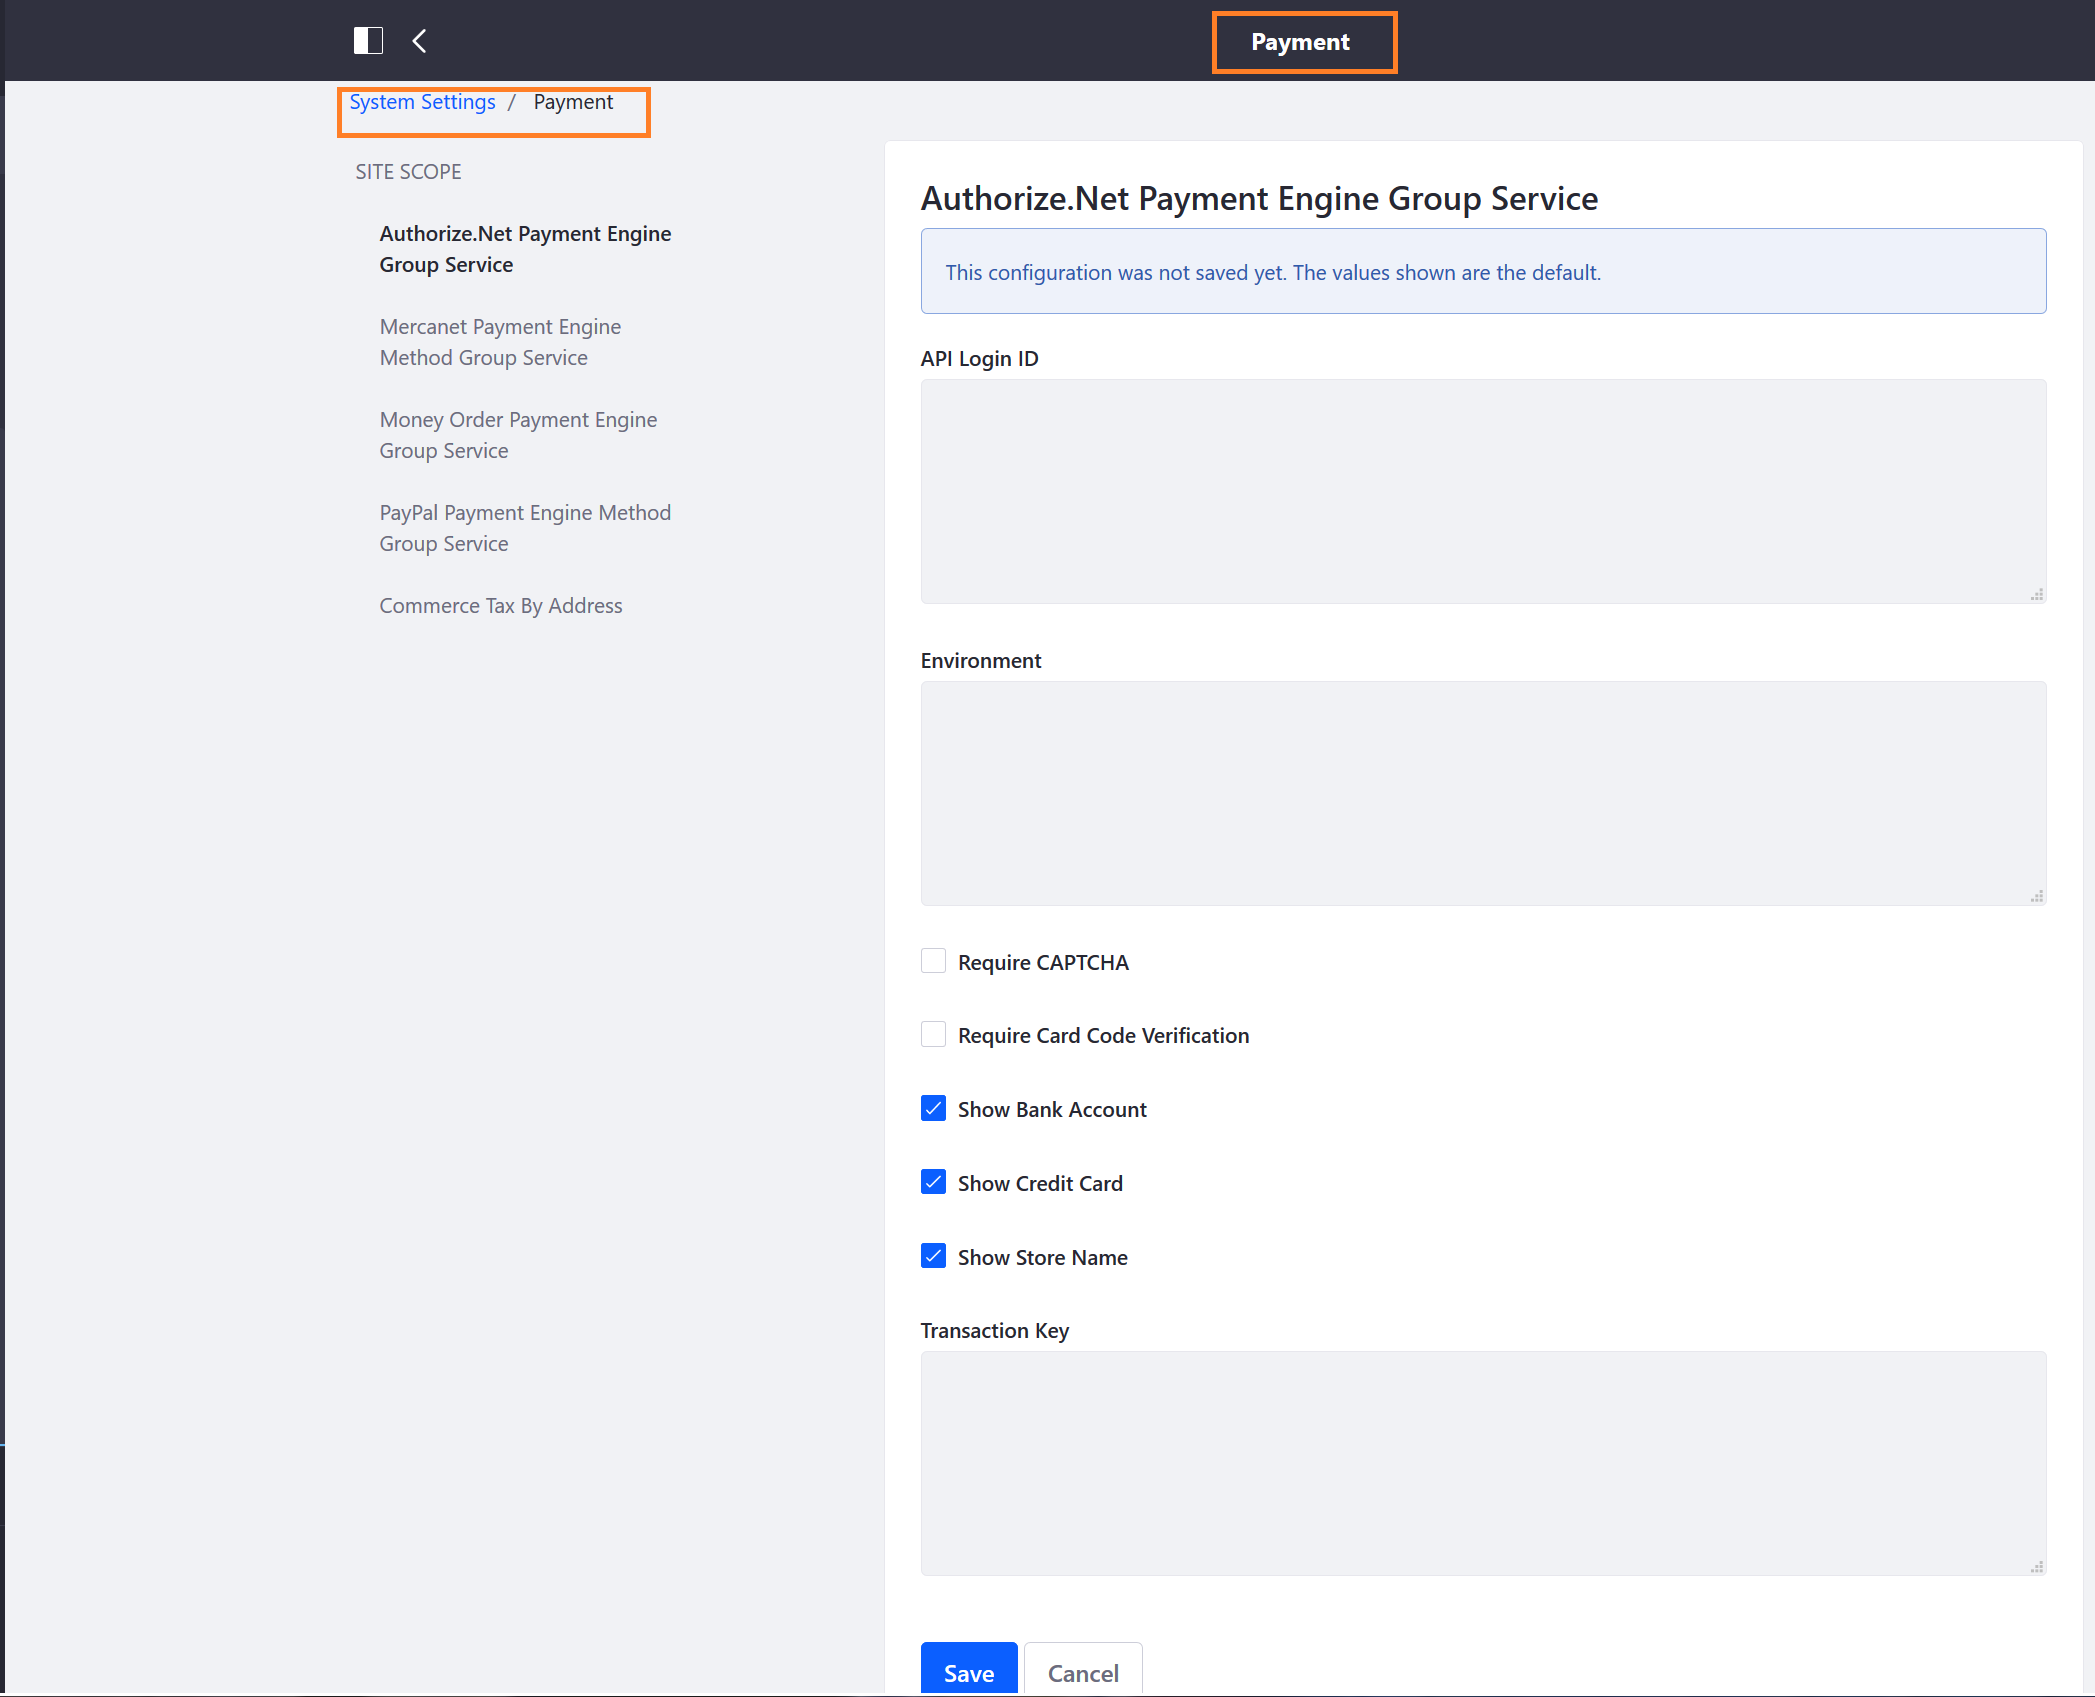 Payment
System Settings / Payment
SITE SCOPE
Authorize.Net Payment Engine
Group Service
Mercanet Payment Engine
Method Group Service
Money Order Payment Engine
Group Service
PayPal Payment Engine Method
Group Service
Commerce Tax By Address
Authorize.Net Payment Engine Group Service
This configuration was not saved yet. The values shown are the default.
API Login ID
Environment
Require CAPTCHA
Require Card Code Verification
Show Bank Account
Show Credit Card
Show Store Name
Transaction Key
Save Cancel